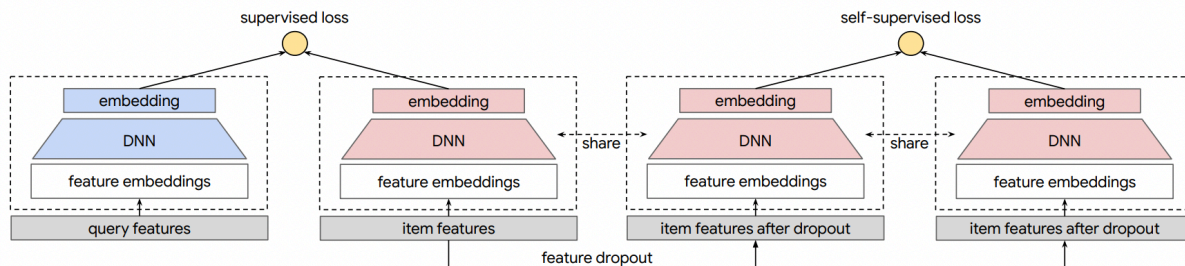 supervised loss
self-supervised loss
embedding
embedding
embedding
embedding
DNN
DNN
share
DNN
share
DNN
feature embeddings
feature embeddings
feature embeddings
feature embeddings
query features
item features
item features after dropout
item features after dropout
feature dropout